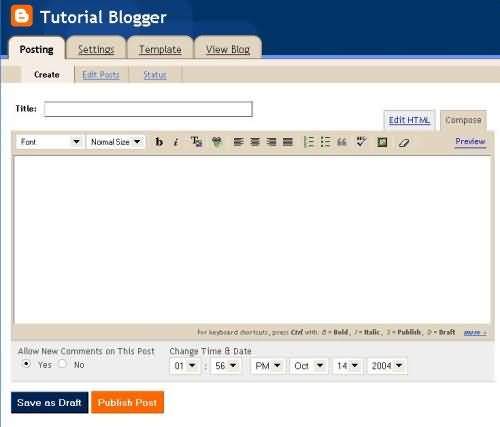 Tutorial Blogger
Posting Settings Template View Blog
Create Edit Posts Status
Title:
Edit HTML Compose
Font Normal Size b i Preview
For keyboard shortcuts, press Ctrl with: B = Bold, I = Italic, S = Publish, D = Draft more »
Allow New Comments on This Post Change Time & Date
Yes No 01 : 56 PM Oct 14 2004
Save as Draft Publish Post